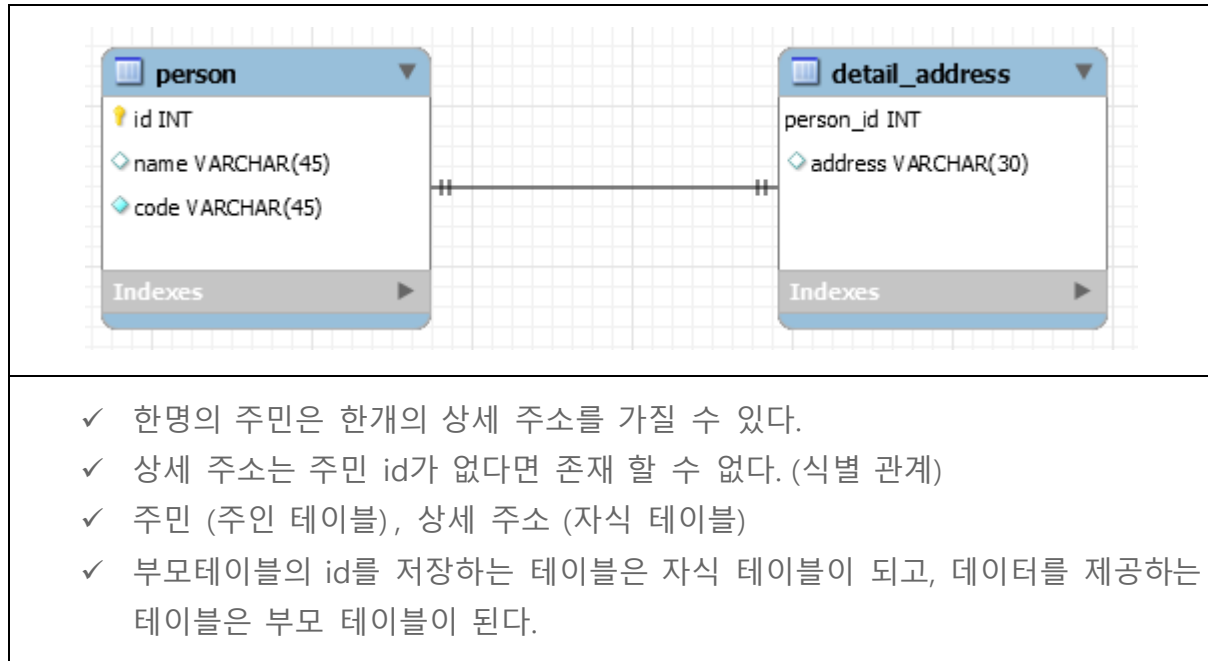 person
id INT
name VARCHAR(45)
code VARCHAR(45)
Indexes
detail_address
person_id INT
address VARCHAR(30)
Indexes
✓ 한명의 주민은 한개의 상세 주소를 가질 수 있다.
✓ 상세 주소는 주민 id가 없다면 존재 할 수 없다. (식별 관계)
✓ 주민 (주인 테이블), 상세 주소 (자식 테이블)
✓ 부모테이블의 id를 저장하는 테이블은 자식 테이블이 되고, 데이터를 제공하는
테이블은 부모 테이블이 된다.